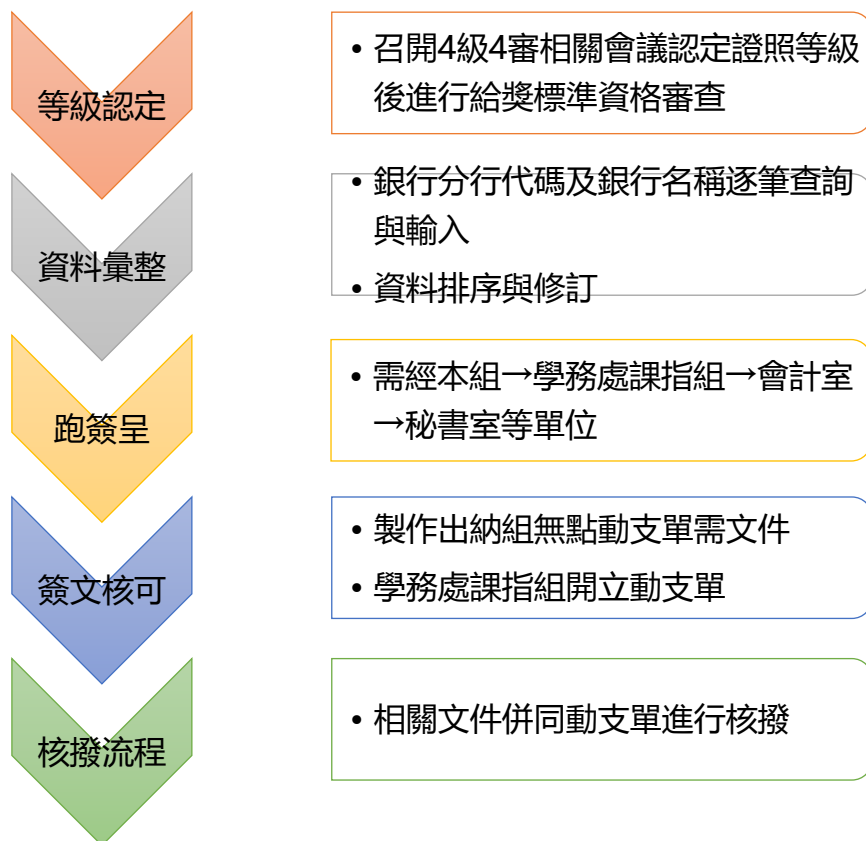 等級認定
• 召開4級4審相關會議認定證照等級
後進行給獎標準資格審查
資料彙整
• 銀行分行代碼及銀行名稱逐筆查詢
與輸入
• 資料排序與修訂
跑簽呈
• 需經本組→學務處課指組→會計室
→秘書室等單位
簽文核可
• 製作出納組無點動支單需文件
• 學務處課指組開立動支單
核撥流程
• 相關文件併同動支單進行核撥